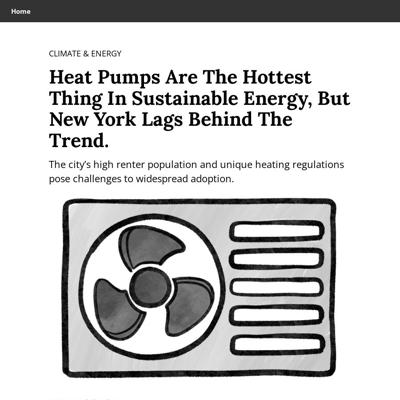 Home
CLIMATE & ENERGY
Heat Pumps Are The Hottest
Thing In Sustainable Energy, But
New York Lags Behind The
Trend.
The city’s high renter population and unique heating regulations
pose challenges to widespread adoption.